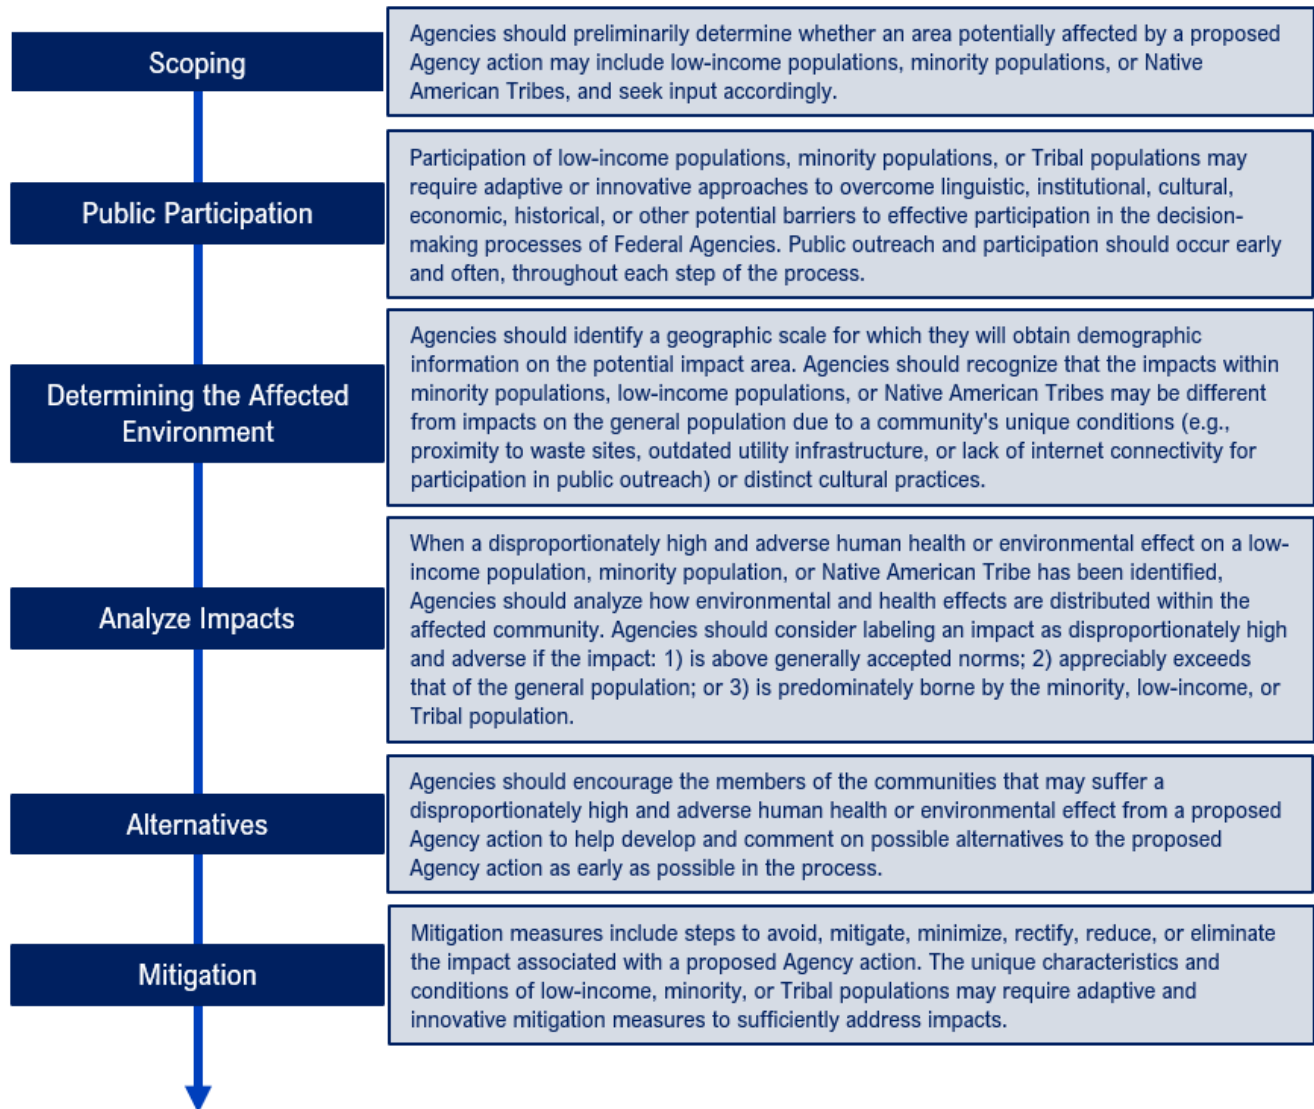 Scoping
Agencies should preliminarily determine whether an area potentially affected by a proposed
Agency action may include low-income populations, minority populations, or Native
American Tribes, and seek input accordingly.
Public Participation
Participation of low-income populations, minority populations, or Tribal populations may
require adaptive or innovative approaches to overcome linguistic, institutional, cultural,
economic, historical, or other potential barriers to effective participation in the decision-
making processes of Federal Agencies. Public outreach and participation should occur early
and often, throughout each step of the process.
Determining the Affected
Environment
Agencies should identify a geographic scale for which they will obtain demographic
information on the potential impact area. Agencies should recognize that the impacts within
minority populations, low-income populations, or Native American Tribes may be different
from impacts on the general population due to a community's unique conditions (e.g.,
proximity to waste sites, outdated utility infrastructure, or lack of internet connectivity for
participation in public outreach) or distinct cultural practices.
Analyze Impacts
When a disproportionately high and adverse human health or environmental effect on a low-
income population, minority population, or Native American Tribe has been identified,
Agencies should analyze how environmental and health effects are distributed within the
affected community. Agencies should consider labeling an impact as disproportionately high
and adverse if the impact: 1) is above generally accepted norms; 2) appreciably exceeds
that of the general population; or 3) is predominately borne by the minority, low-income, or
Tribal population.
Alternatives
Agencies should encourage the members of the communities that may suffer a
disproportionately high and adverse human health or environmental effect from a proposed
Agency action to help develop and comment on possible alternatives to the proposed
Agency action as early as possible in the process.
Mitigation
Mitigation measures include steps to avoid, mitigate, minimize, rectify, reduce, or eliminate
the impact associated with a proposed Agency action. The unique characteristics and
conditions of low-income, minority, or Tribal populations may require adaptive and
innovative mitigation measures to sufficiently address impacts.